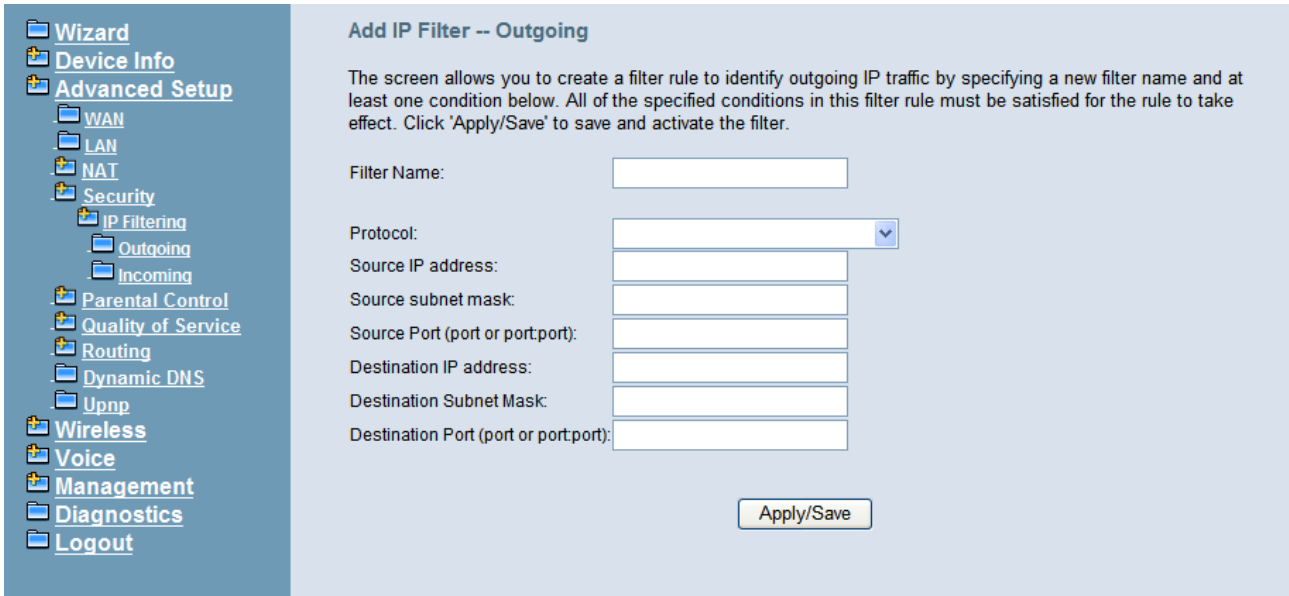 Wizard
Device Info
Advanced Setup
WAN
LAN
NAT
Security
IP Filtering
Outgoing
Incoming
Parental Control
Quality of Service
Routing
Dynamic DNS
Upnp
Wireless
Voice
Management
Diagnostics
Logout
Add IP Filter -- Outgoing
The screen allows you to create a filter rule to identify outgoing IP traffic by specifying a new filter name and at
least one condition below. All of the specified conditions in this filter rule must be satisfied for the rule to take
effect. Click 'Apply/Save' to save and activate the filter.
Filter Name:
Protocol:
Source IP address:
Source subnet mask:
Source Port (port or port:port):
Destination IP address:
Destination Subnet Mask:
Destination Port (port or port:port):
Apply/Save